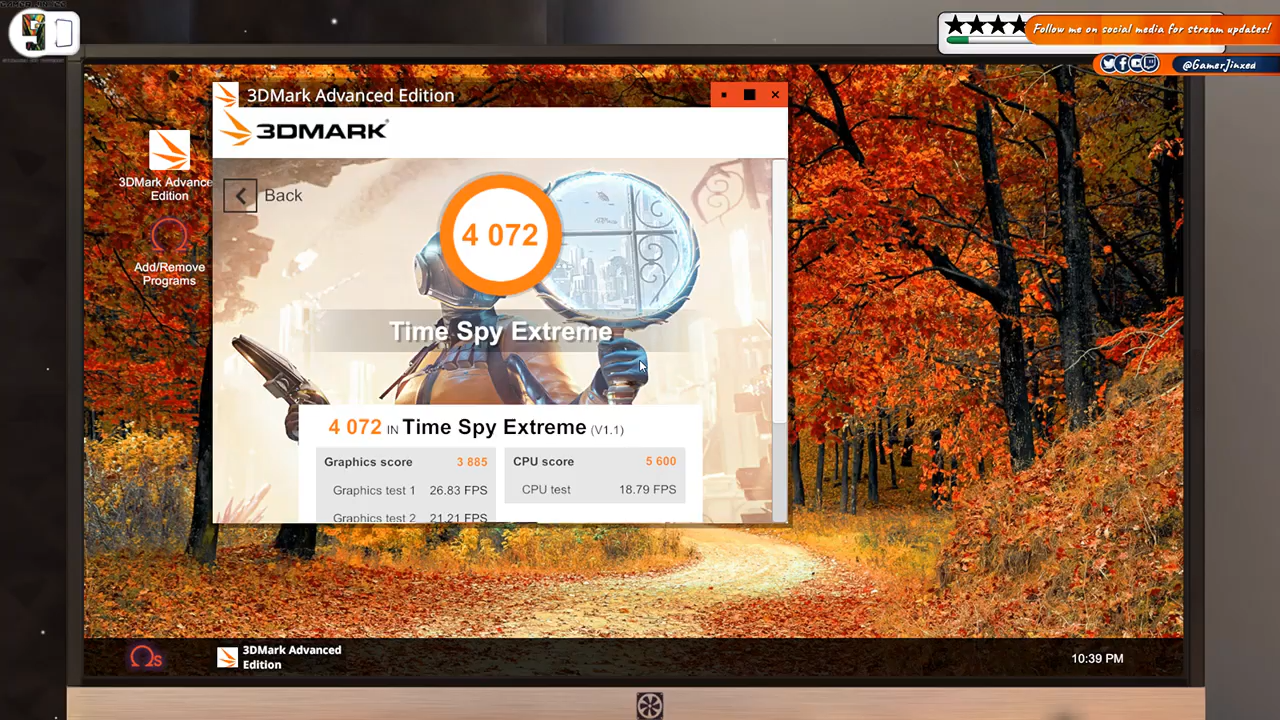 Follow me on social media for stream updates!
@GamerJinxed
3DMark Advanced Edition
3DMARK
Back
3DMark Advance
Edition
Add/Remove
Programs
4 072
Time Spy Extreme
4 072 IN Time Spy Extreme (V1.1)
Graphics score 3 885
Graphics test 1 26.83 FPS
Graphics test 2 21.21 FPS
CPU score 5 600
CPU test 18.79 FPS
Ωs
3DMark Advanced
Edition
10:39 PM